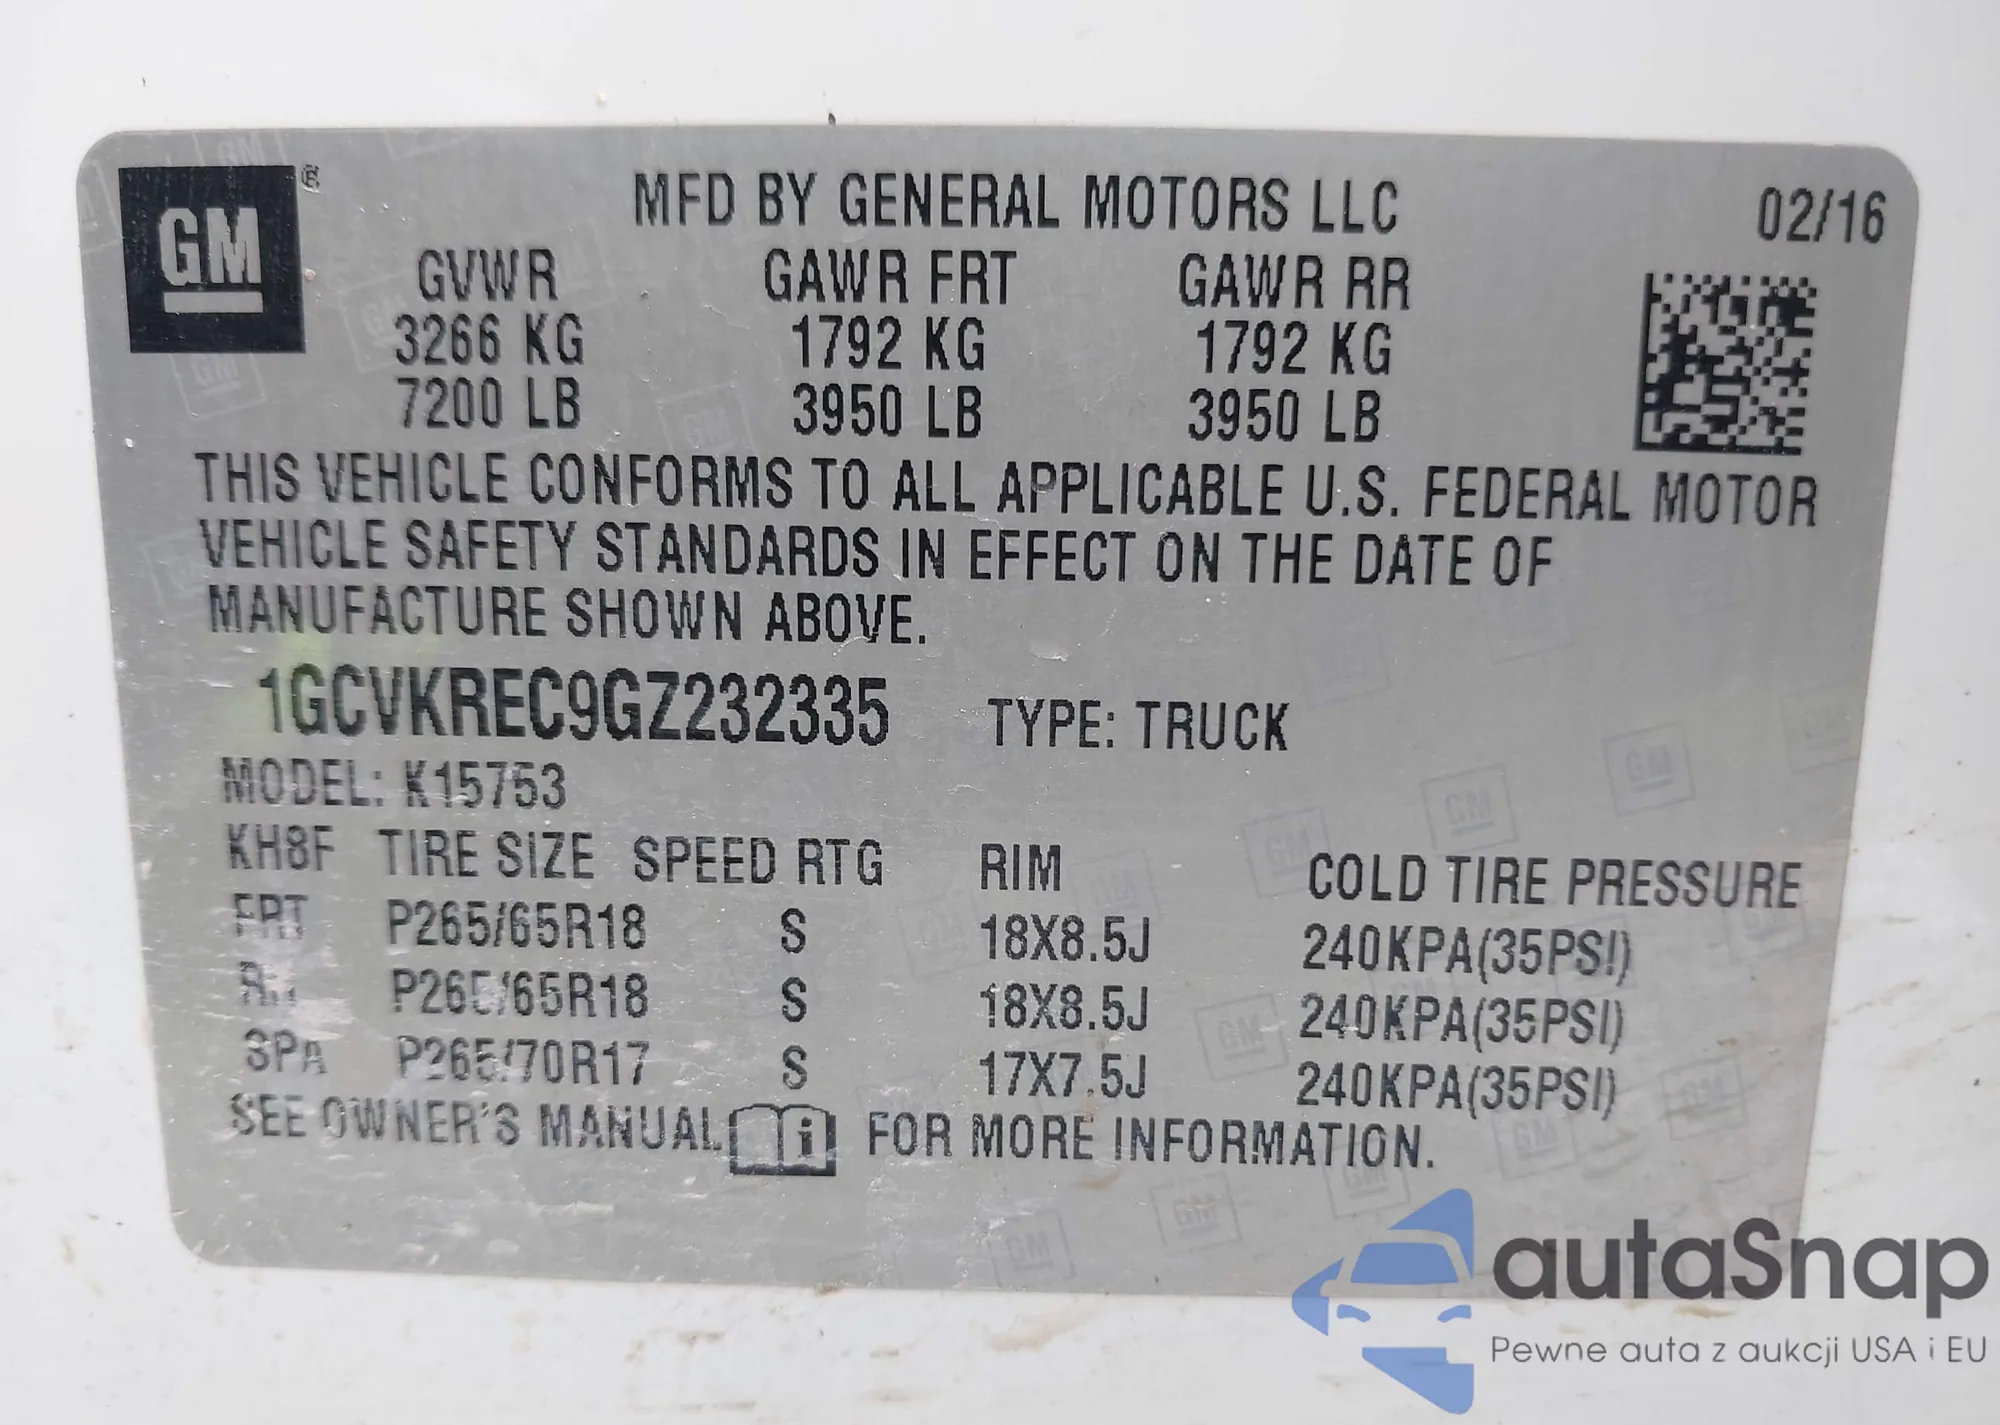 GM ®
MFD BY GENERAL MOTORS LLC 02/16
GVWR GAWR FRT GAWR RR
3266 KG 1792 KG 1792 KG
7200 LB 3950 LB 3950 LB
THIS VEHICLE CONFORMS TO ALL APPLICABLE U.S. FEDERAL MOTOR
VEHICLE SAFETY STANDARDS IN EFFECT ON THE DATE OF
MANUFACTURE SHOWN ABOVE.
1GCVKREC9GZ232335 TYPE: TRUCK
MODEL: K15753
KH8F TIRE SIZE SPEED RTG RIM COLD TIRE PRESSURE
FRT P265/65R18 S 18X8.5J 240KPA(35PSI)
P265/65R18 S 18X8.5J 240KPA(35PSI)
SPA P265/70R17 S 17X7.5J 240KPA(35PSI)
SEE OWNER'S MANUAL i FOR MORE INFORMATION.
autaSnap
Pewne auta z aukcji USA i EU